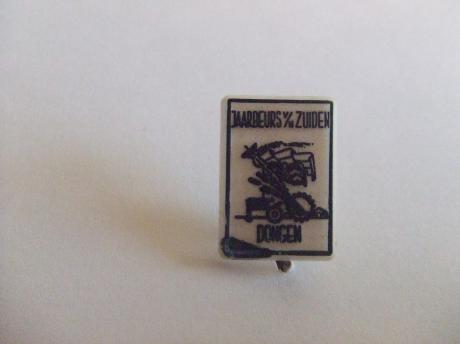 JAARBEURS V/H ZUIDEN
DONGEN